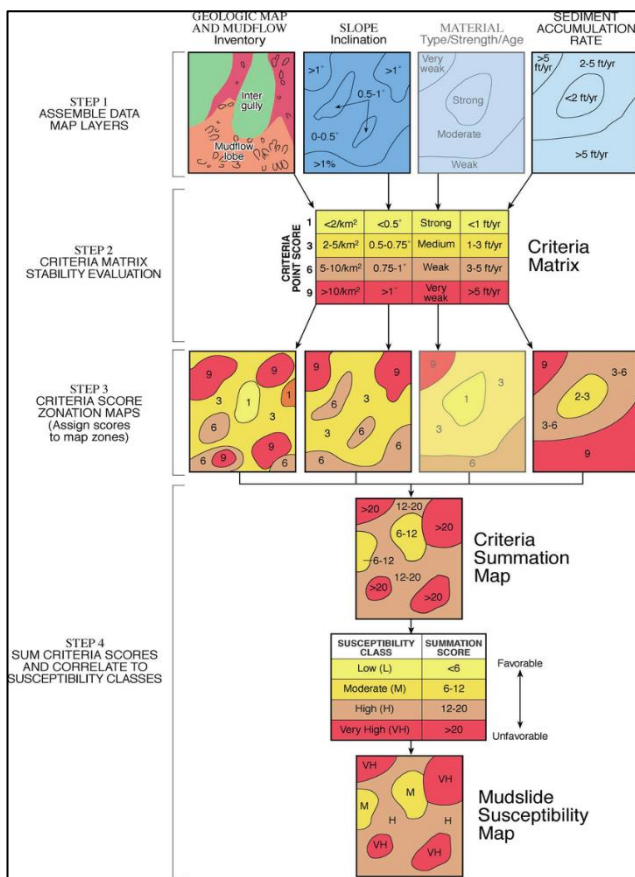 GEOLOGIC MAP
AND MUDFLOW
Inventory
SLOPE
Inclination
MATERIAL
Type/Strength/Age
SEDIMENT
ACCUMULATION
RATE
STEP 1
ASSEMBLE DATA
MAP LAYERS
Inter
gully
Mudflow
lobe
>1°
>1°
0.5-1°
0-0.5°
>1%
Very
weak
Strong
Moderate
Weak
>5
ft/yr
2-5 ft/yr
<2 ft/yr
>5 ft/yr
STEP 2
CRITERIA MATRIX
STABILITY EVALUATION
CRITERIA
POINT SCORE
1 <2/km² <0.5° Strong <1 ft/yr
3 2-5/km² 0.5-0.75° Medium 1-3 ft/yr
6 5-10/km² 0.75-1° Weak 3-5 ft/yr
9 >10/km² >1° Very weak >5 ft/yr
Criteria
Matrix
STEP 3
CRITERIA SCORE
ZONATION MAPS
(Assign scores
to map zones)
9
9
3
1
1
6
3
6
9
6
9
9
3
6
3
6
3
6
9
3
1
3
6
9
3-6
2-3
3-6
9
STEP 4
SUM CRITERIA SCORES
AND CORRELATE TO
SUSCEPTIBILITY CLASSES
>20
12-20
>20
6-12
6-12
12-20
>20
>20
Criteria
Summation
Map
SUSCEPTIBILITY CLASS SUMMATION SCORE
Low (L) <6
Moderate (M) 6-12
High (H) 12-20
Very High (VH) >20
Favorable
Unfavorable
VH
VH
M
M
H
H
VH
VH
Mudslide
Susceptibility
Map